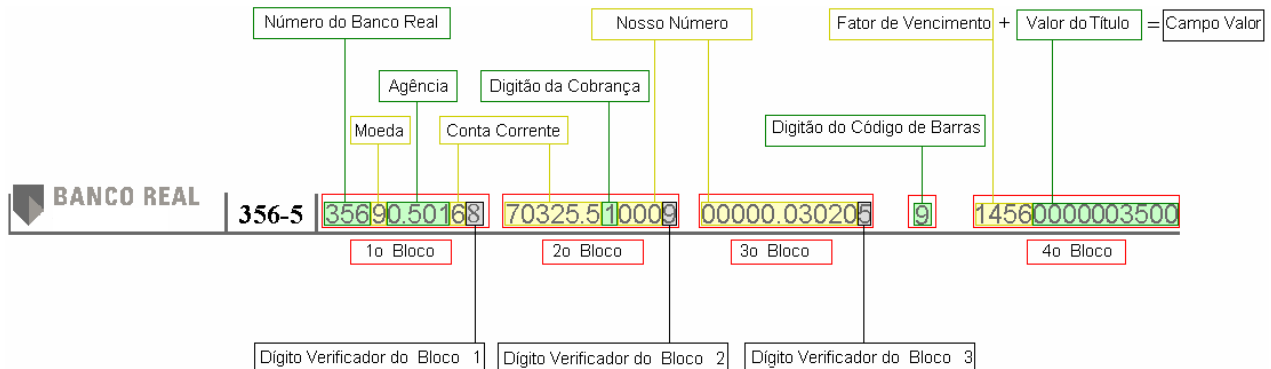 Número do Banco Real
Nosso Número
Fator de Vencimento + Valor do Título = Campo Valor
Agência
Digitão da Cobrança
Moeda
Conta Corrente
Digitão do Código de Barras
BANCO REAL
356-5
35690.50168 70325.510009 00000.030205 9 14560000003500
1o Bloco
2o Bloco
3o Bloco
4o Bloco
Dígito Verificador do Bloco 1
Dígito Verificador do Bloco 2
Dígito Verificador do Bloco 3